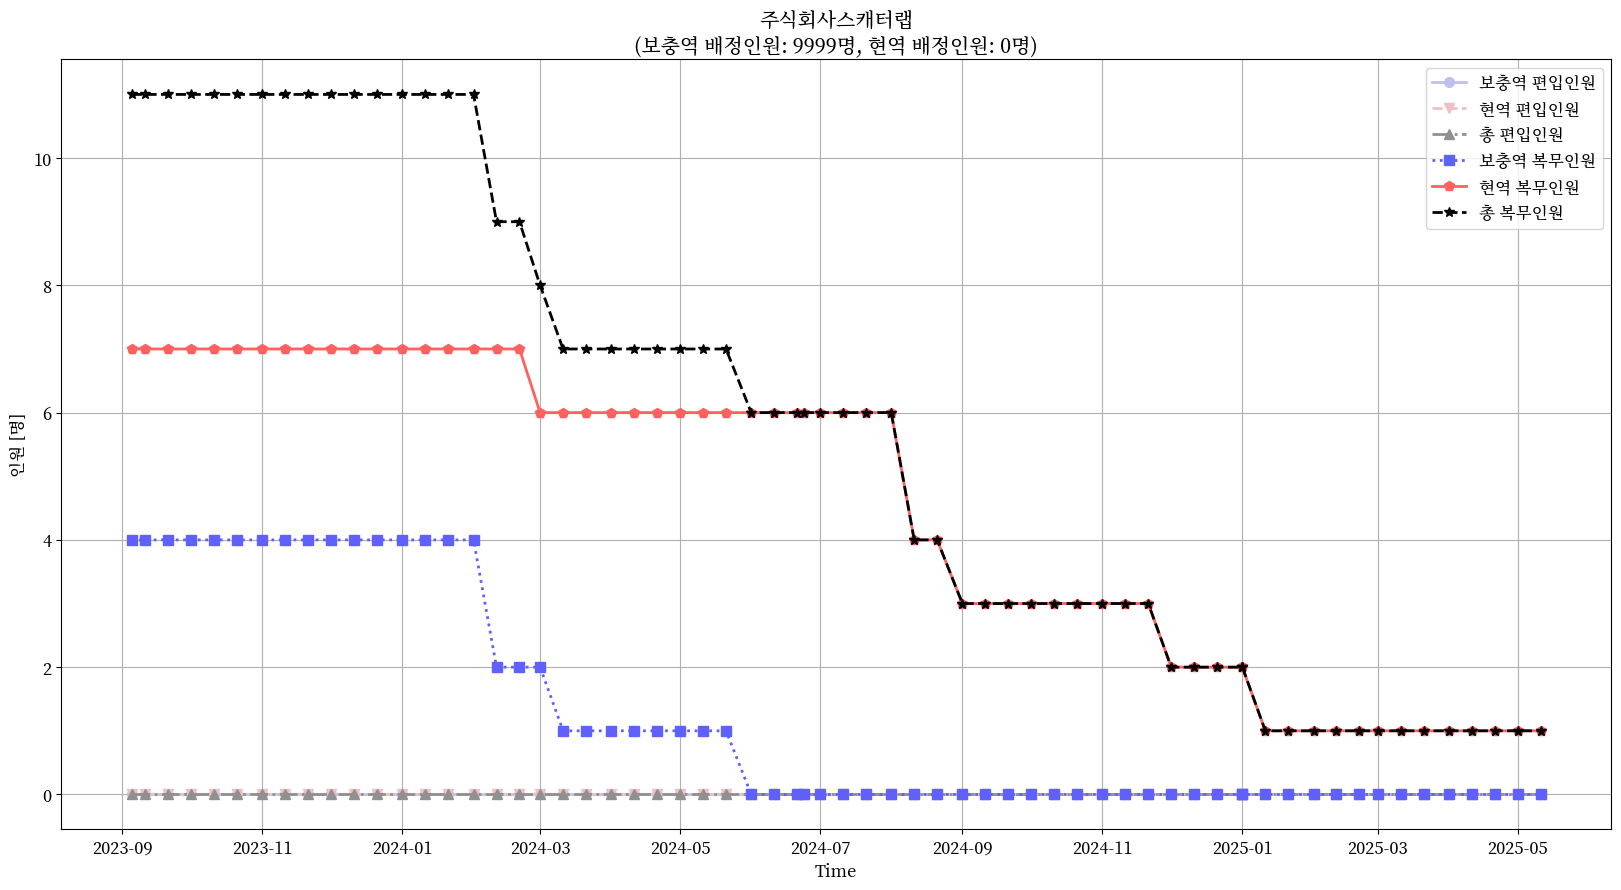 주식회사스캐터랩
(보충역 배정인원: 9999명, 현역 배정인원: 0명)
보충역 편입인원
현역 편입인원
총 편입인원
보충역 복무인원
현역 복무인원
총 복무인원
인원 [명]
10
8
6
4
2
0
2023-09
2023-11
2024-01
2024-03
2024-05
2024-07
2024-09
2024-11
2025-01
2025-03
2025-05
Time